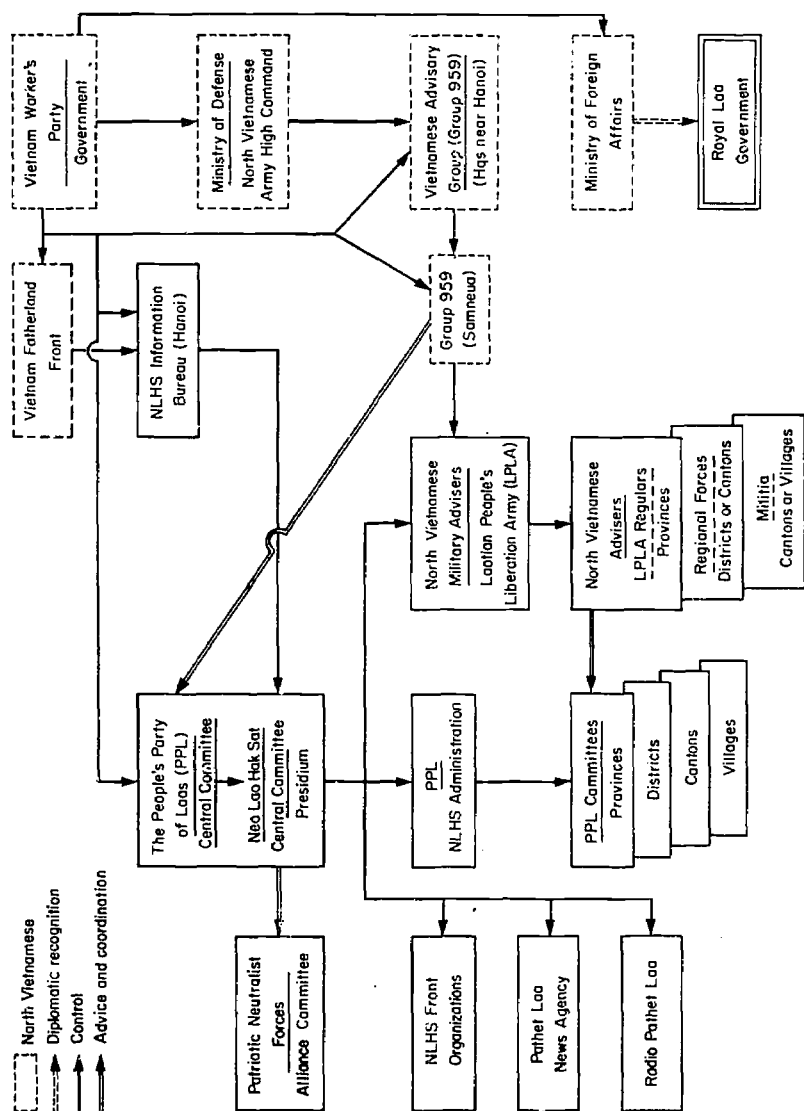 North Vietnamese
Diplomatic recognition
Control
Advice and coordination
Vietnam Worker's
Party
Government
Vietnam Fatherland
Front
NLHS Information
Bureau (Hanoi)
Ministry of Defense
North Vietnamese
Army High Command
Vietnamese Advisary
Group (Group 959)
(Hqs near Hanoi)
Ministry of Foreign
Affairs
Royal Lao
Government
Group 959
(Samneua)
The People's Party
of Laos (PPL)
Central Committee
Neo Lao Hak Sat
Central Committee
Presidium
North Vietnamese
Military Advisers
Laotian People's
Liberation Army (LPLA)
North Vietnamese
Advisers
LPLA Regulars
Provinces
Regional Forces
Districts or Cantons
Militia
Cantons or Villages
PPL
NLHS Administration
PPL Committees
Provinces
Districts
Cantons
Villages
Patriotic Neutralist
Forces
Alliance Committee
NLHS Front
Organizations
Pathet Lao
News Agency
Radio Pathet Lao